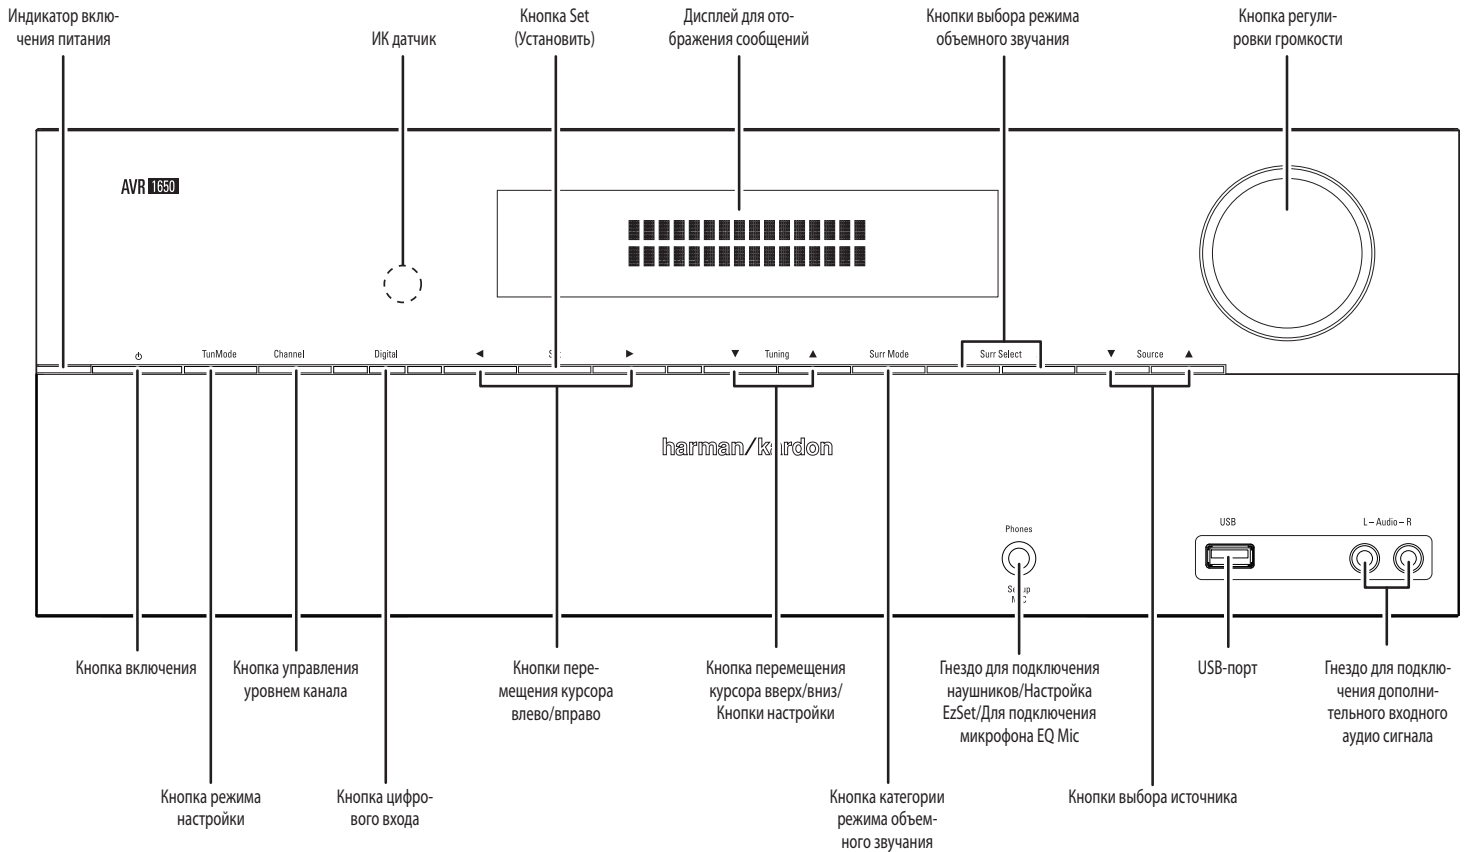 Индикатор вклю-
чения питания
ИК датчик
Кнопка Set
(Установить)
Дисплей для ото-
бражения сообщений
Кнопки выбора режима
объемного звучания
Кнопка регули-
ровки громкости
AVR 1650
TunMode
Channel
Digital
Tuning
Surr Mode
Surr Select
Source
harman/kardon
Phones
USB
L – Audio – R
Кнопка включения
Кнопка управления
уровнем канала
Кнопки пере-
мещения курсора
влево/вправо
Кнопка перемещения
курсора вверх/вниз/
Кнопки настройки
Гнездо для подключения
наушников/Настройка
EzSet/Для подключения
микрофона EQ Mic
USB-порт
Гнездо для подклю-
чения дополни-
тельного входного
аудио сигнала
Кнопка режима
настройки
Кнопка цифро-
вого входа
Кнопка категории
режима объем-
ного звучания
Кнопки выбора источника